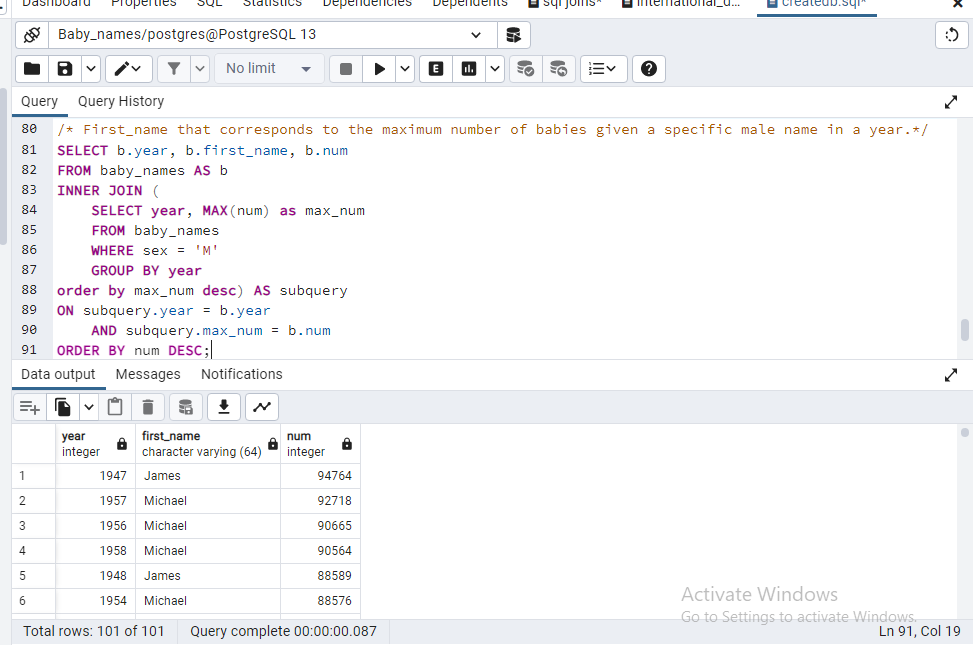 Dashboard Properties SQL Statistics Dependencies Dependents sql joins* international_d... createdb.sql*
Baby_names/postgres@PostgreSQL 13
No limit
E
Query Query History
80 /* First_name that corresponds to the maximum number of babies given a specific male name in a year.*/
81 SELECT b.year, b.first_name, b.num
82 FROM baby_names AS b
83 INNER JOIN (
84 SELECT year, MAX(num) as max_num
85 FROM baby_names
86 WHERE sex = 'M'
87 GROUP BY year
88 order by max_num desc) AS subquery
89 ON subquery.year = b.year
90 AND subquery.max_num = b.num
91 ORDER BY num DESC;
Data output Messages Notifications
year first_name num
integer character varying (64) integer
1 1947 James 94764
2 1957 Michael 92718
3 1956 Michael 90665
4 1958 Michael 90564
5 1948 James 88589
6 1954 Michael 88576
Activate Windows
Go to Settings to activate Windows.
Total rows: 101 of 101 Query complete 00:00:00.087 Ln 91, Col 19